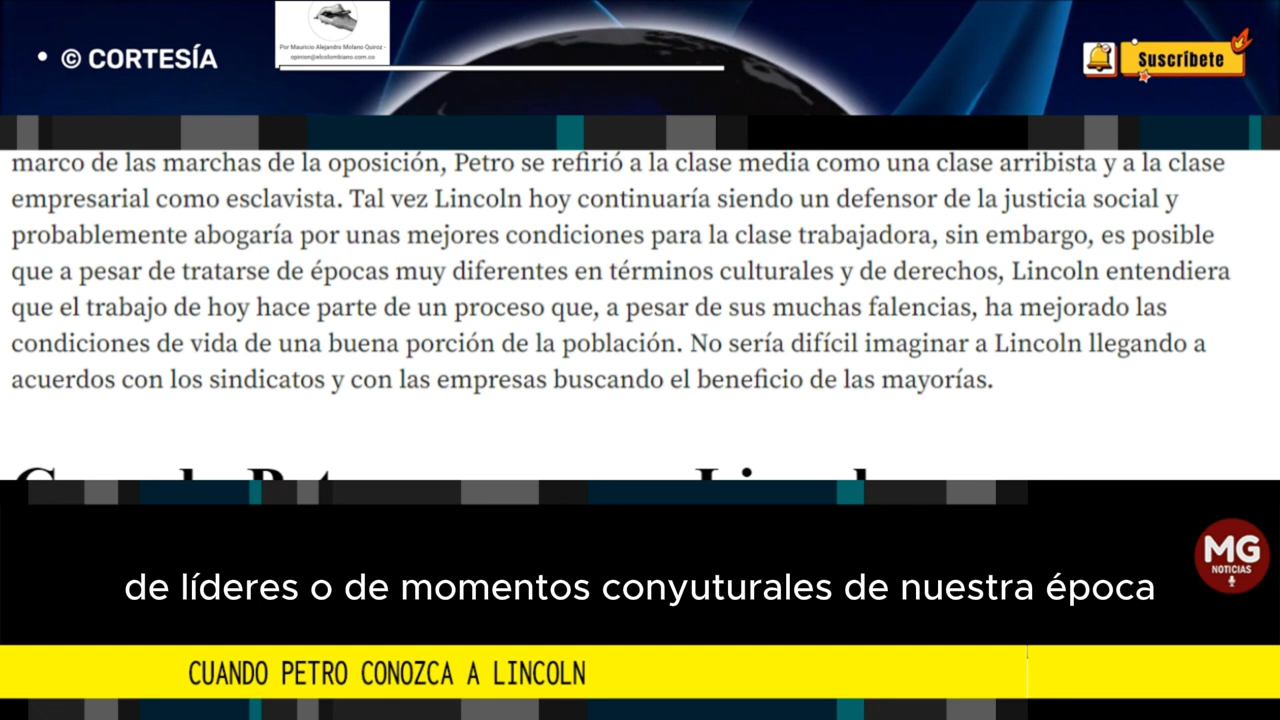 • © CORTESÍA
Por Mauricio Alejandro Molano Quiroz -
opinion@elcolombiano.com.co
Suscríbete
marco de las marchas de la oposición, Petro se refirió a la clase media como una clase arribista y a la clase
empresarial como esclavista. Tal vez Lincoln hoy continuaría siendo un defensor de la justicia social y
probablemente abogaría por unas mejores condiciones para la clase trabajadora, sin embargo, es posible
que a pesar de tratarse de épocas muy diferentes en términos culturales y de derechos, Lincoln entendiera
que el trabajo de hoy hace parte de un proceso que, a pesar de sus muchas falencias, ha mejorado las
condiciones de vida de una buena porción de la población. No sería difícil imaginar a Lincoln llegando a
acuerdos con los sindicatos y con las empresas buscando el beneficio de las mayorías.
MG
NOTICIAS
de líderes o de momentos conyuturales de nuestra época
CUANDO PETRO CONOZCA A LINCOLN